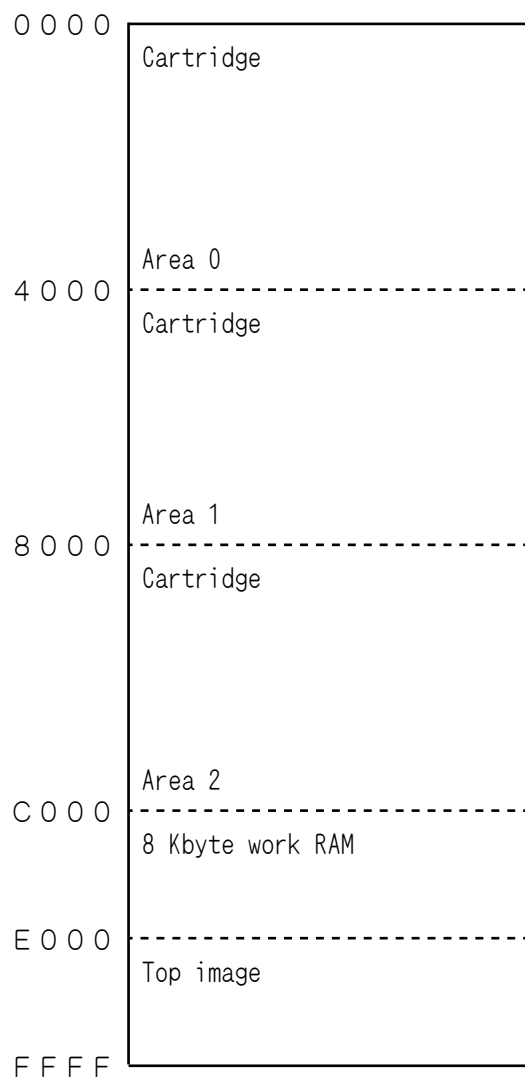 0000
Cartridge
Area 0
4000
Cartridge
Area 1
8000
Cartridge
Area 2
C000
8 Kbyte work RAM
E000
Top image
FFFF